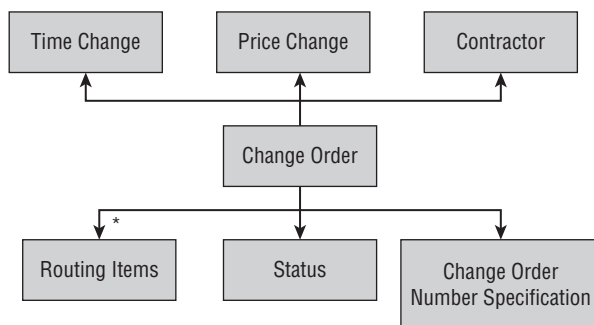 Time Change
Price Change
Contractor
Change Order
*
Routing Items
Status
Change Order
Number Specification